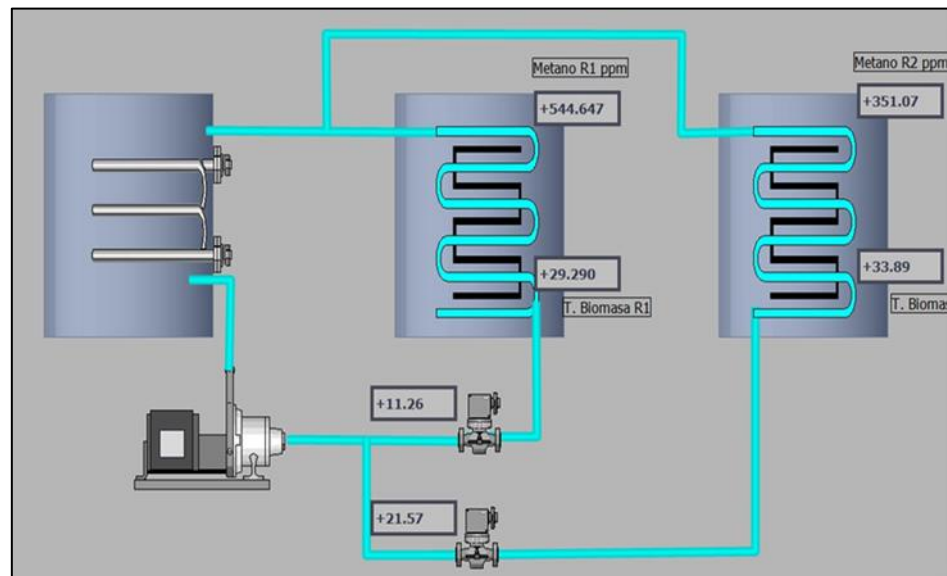 Metano R1 ppm
Metano R2 ppm
+544.647
+351.07
+29.290
+33.89
T. Biomasa R1
T. Biomas
+11.26
+21.57